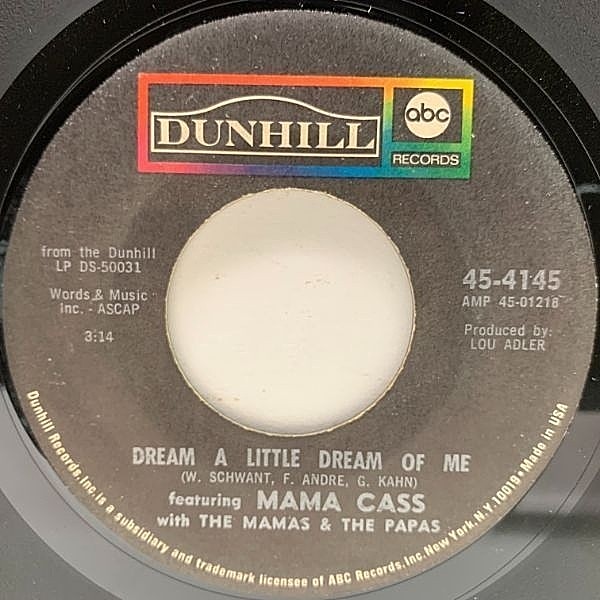 DUNHILL
abc
RECORDS
from the Dunhill
LP DS-50031
Words & Music
Inc. - ASCAP
3:14
45-4145
AMP 45-01218
Produced by:
LOU ADLER
DREAM A LITTLE DREAM OF ME
(W. SCHWANT, F. ANDRE, G. KAHN)
featuring MAMA CASS
with THE MAMAS & THE PAPAS
Dunhill Records, Inc. is a subsidiary and trademark licensee of ABC Records, Inc. New York, N.Y. 10019 • Made in USA